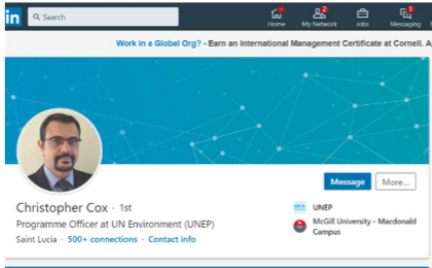 in
Search
2
1
Home
My Network
Jobs
Messaging
Work in a Global Org? - Earn an International Management Certificate at Cornell. A
Message
More...
Christopher Cox · 1st
Programme Officer at UN Environment (UNEP)
Saint Lucia · 500+ connections · Contact info
UNEP
McGill University - Macdonald
Campus